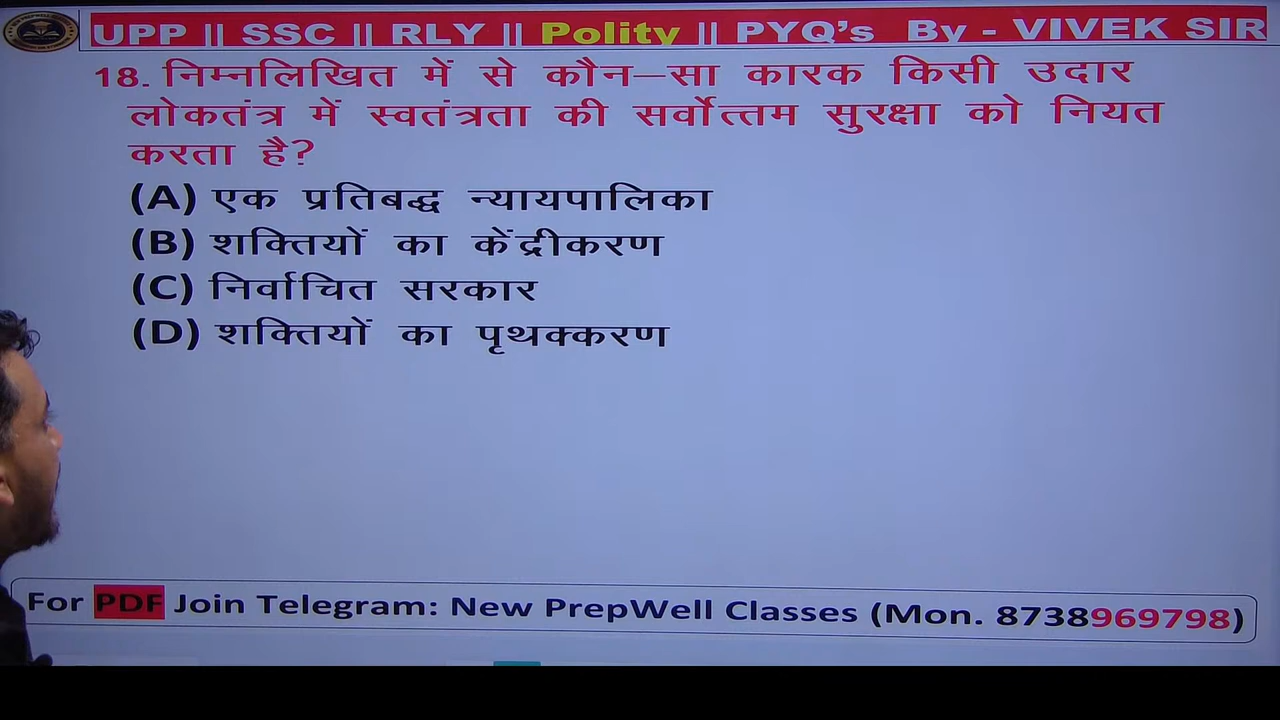 UPP || SSC || RLY || Polity || PYQ's By - VIVEK SIR
18. निम्नलिखित में से कौन–सा कारक किसी उदार
लोकतंत्र में स्वतंत्रता की सर्वोत्तम सुरक्षा को नियत
करता है?
(A) एक प्रतिबद्ध न्यायपालिका
(B) शक्तियों का केंद्रीकरण
(C) निर्वाचित सरकार
(D) शक्तियों का पृथक्करण
For PDF Join Telegram: New PrepWell Classes (Mon. 8738969798)